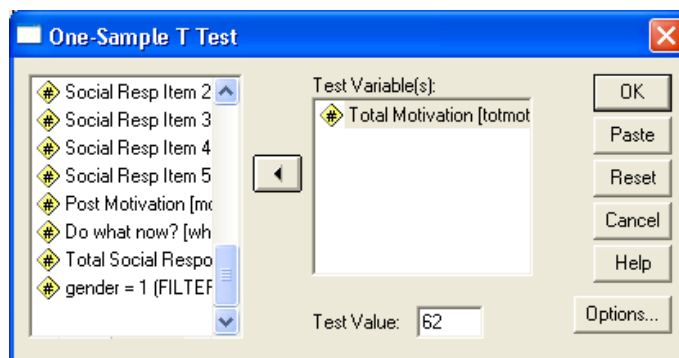 One-Sample T Test
Social Resp Item 2
Social Resp Item 3
Social Resp Item 4
Social Resp Item 5
Post Motivation [mo
Do what now? [wh
Total Social Respo
gender = 1 (FILTER
Test Variable(s):
Total Motivation [totmot
Test Value: 62
OK
Paste
Reset
Cancel
Help
Options...